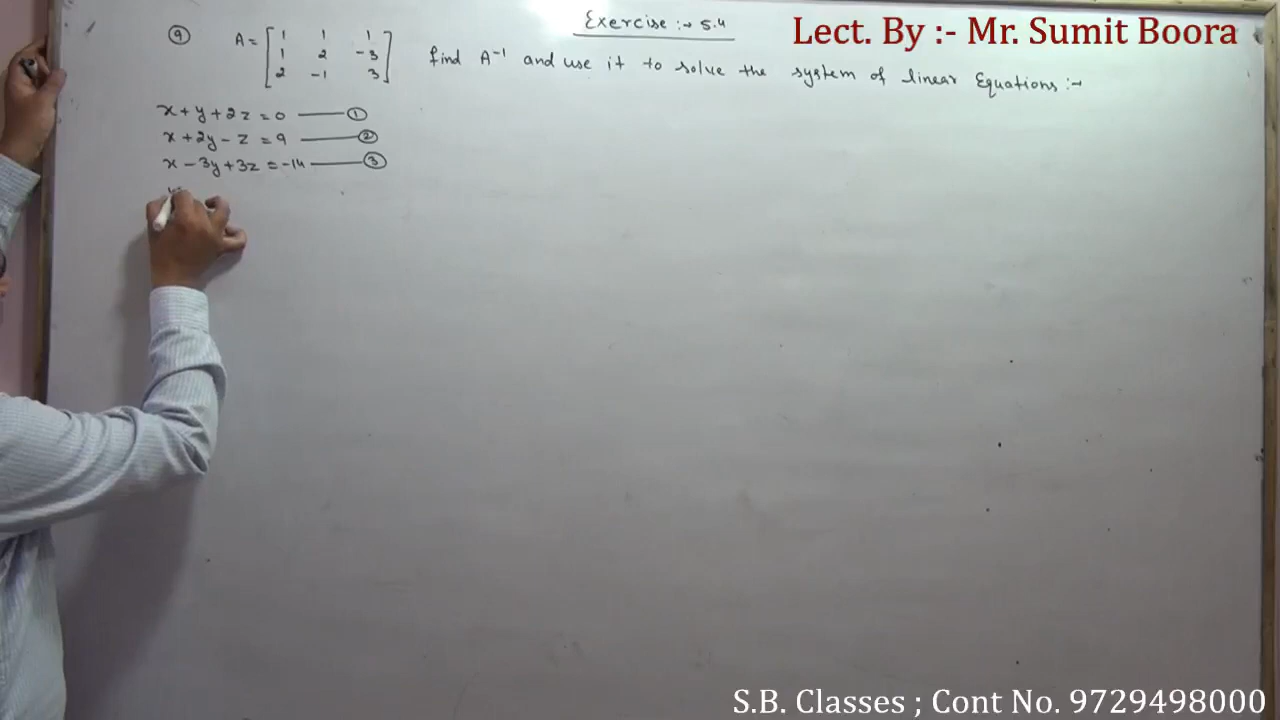 Exercise :→ 5.4
Lect. By :- Mr. Sumit Boora
⑨ A = [ 1 1 1
1 2 -3
2 -1 3 ] find A⁻¹ and use it to solve the system of linear Equations :→
x + y + 2z = 0 —— ①
x + 2y - z = 9 —— ②
x - 3y + 3z = -14 —— ③
S.B. Classes ; Cont No. 9729498000